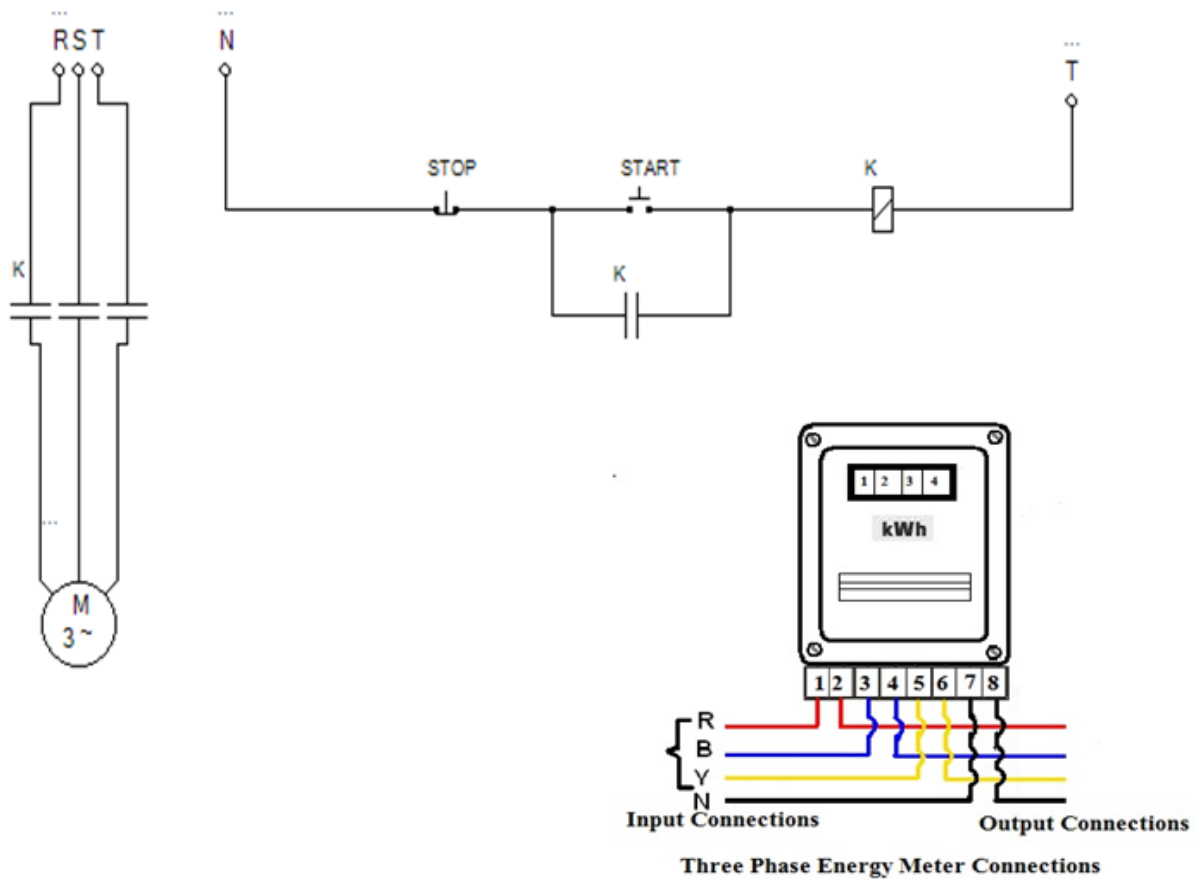 ... ...
R S T N
...
T
STOP START K
K
K
1 2 3 4
kWh
M
3 ~
1 2 3 4 5 6 7 8
R
B
Y
N
Input Connections Output Connections
Three Phase Energy Meter Connections
...